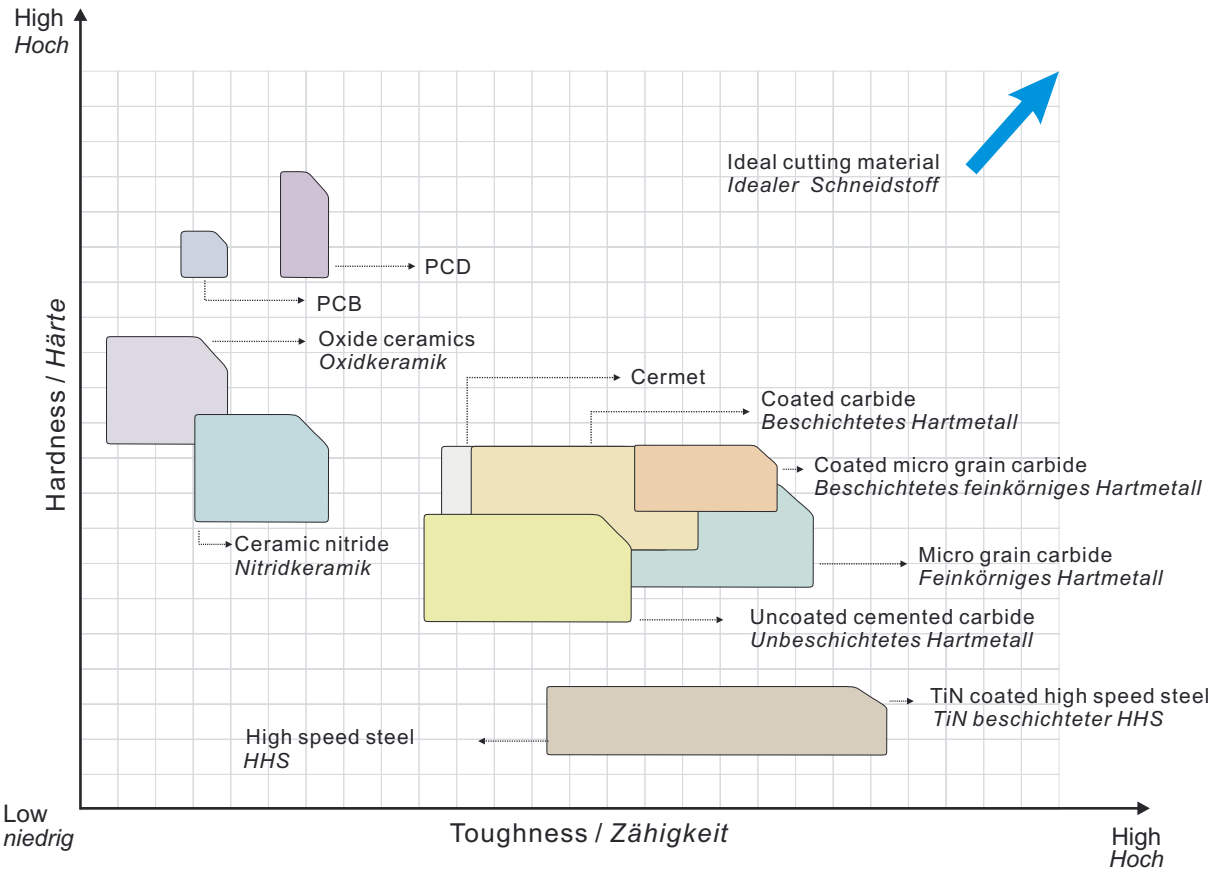 High
Hoch
Ideal cutting material
Idealer Schneidstoff
PCD
PCB
Hardness / Härte
Oxide ceramics
Oxidkeramik
Cermet
Coated carbide
Beschichtetes Hartmetall
Coated micro grain carbide
Beschichtetes feinkörniges Hartmetall
Ceramic nitride
Nitridkeramik
Micro grain carbide
Feinkörniges Hartmetall
Uncoated cemented carbide
Unbeschichtetes Hartmetall
TiN coated high speed steel
TiN beschichteter HHS
High speed steel
HHS
Low
niedrig
Toughness / Zähigkeit
High
Hoch